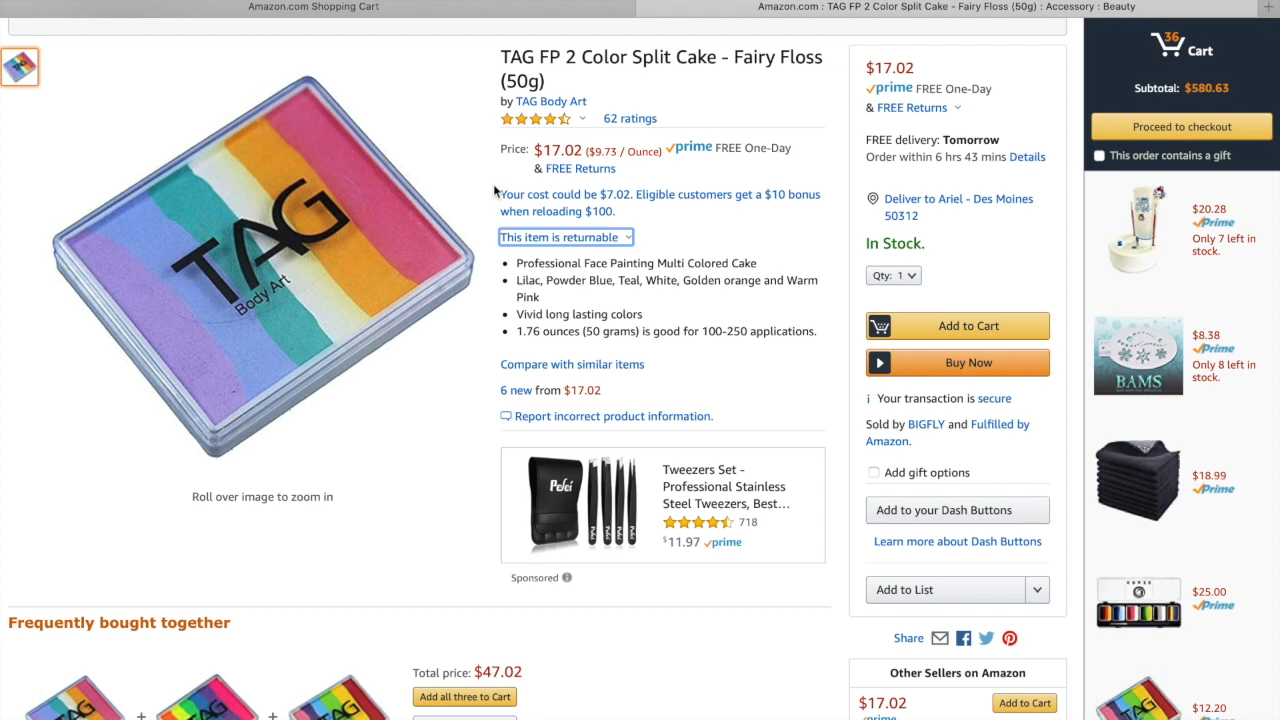 Amazon.com Shopping Cart
Amazon.com : TAG FP 2 Color Split Cake - Fairy Floss (50g) : Accessory : Beauty
TAG
Body Art
Roll over image to zoom in
TAG FP 2 Color Split Cake - Fairy Floss
(50g)
by TAG Body Art
62 ratings
Price: $17.02 ($9.73 / Ounce) prime FREE One-Day
& FREE Returns
Your cost could be $7.02. Eligible customers get a $10 bonus
when reloading $100.
This item is returnable
• Professional Face Painting Multi Colored Cake
• Lilac, Powder Blue, Teal, White, Golden orange and Warm
Pink
• Vivid long lasting colors
• 1.76 ounces (50 grams) is good for 100-250 applications.
Compare with similar items
6 new from $17.02
Report incorrect product information.
Pefei
Tweezers Set -
Professional Stainless
Steel Tweezers, Best...
718
$11.97 prime
Sponsored
$17.02
prime FREE One-Day
& FREE Returns
FREE delivery: Tomorrow
Order within 6 hrs 43 mins Details
Deliver to Ariel - Des Moines
50312
In Stock.
Qty: 1
Add to Cart
Buy Now
Your transaction is secure
Sold by BIGFLY and Fulfilled by
Amazon.
Add gift options
Add to your Dash Buttons
Learn more about Dash Buttons
Add to List
Share
Other Sellers on Amazon
$17.02
Add to Cart
prime
Frequently bought together
TAG
+
TAG
+
TAG
Total price: $47.02
Add all three to Cart
36
Cart
Subtotal: $580.63
Proceed to checkout
This order contains a gift
$20.28
Prime
Only 7 left in
stock.
BAMS
$8.38
Prime
Only 8 left in
stock.
$18.99
Prime
$25.00
Prime
TAG
$12.20
Prime